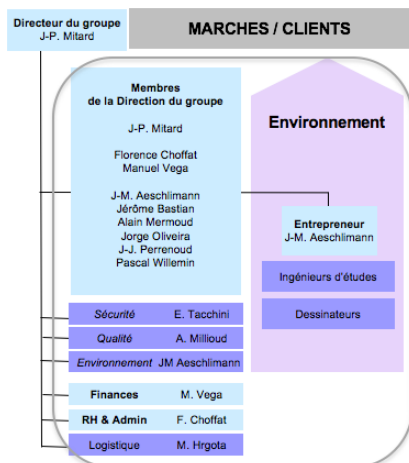 Directeur du groupe
J-P. Mitard
MARCHES / CLIENTS
Membres
de la Direction du groupe
J-P. Mitard
Florence Choffat
Manuel Vega
J-M. Aeschlimann
Jérôme Bastian
Alain Mermoud
Jorge Oliveira
J-J. Perrenoud
Pascal Willemin
Environnement
Entrepreneur
J-M. Aeschlimann
Ingénieurs d'études
Dessinateurs
Sécurité E. Tacchini
Qualité A. Millioud
Environnement JM Aeschlimann
Finances M. Vega
RH & Admin F. Choffat
Logistique M. Hrgota